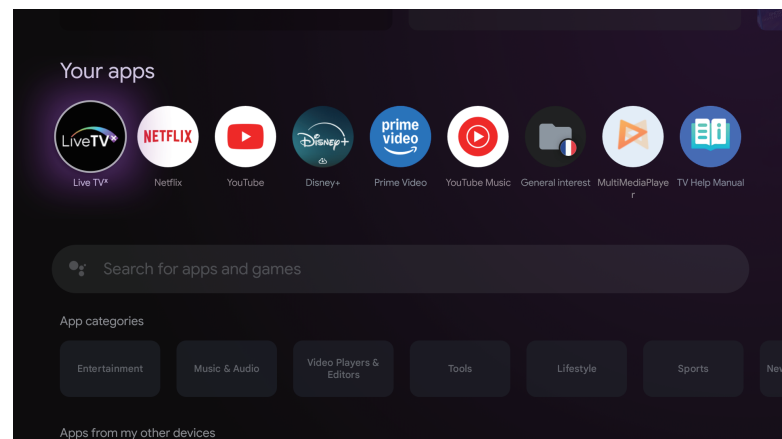 Your apps
LiveTVx
NETFLIX
Disney+
prime
video
Live TVx
Netflix
YouTube
Disney+
Prime Video
YouTube Music
General interest
MultiMediaPlaye
r
TV Help Manual
Search for apps and games
App categories
Entertainment
Music & Audio
Video Players &
Editors
Tools
Lifestyle
Sports
New
Apps from my other devices